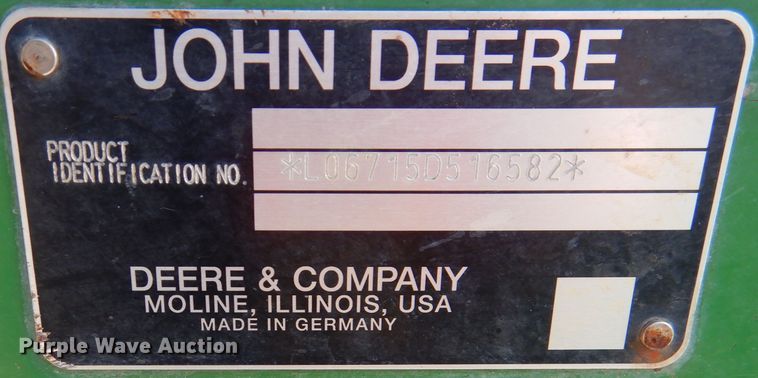 JOHN DEERE
PRODUCT
IDENTIFICATION NO.
*L06715D516582*
DEERE & COMPANY
MOLINE, ILLINOIS, USA
MADE IN GERMANY
Purple Wave Auction